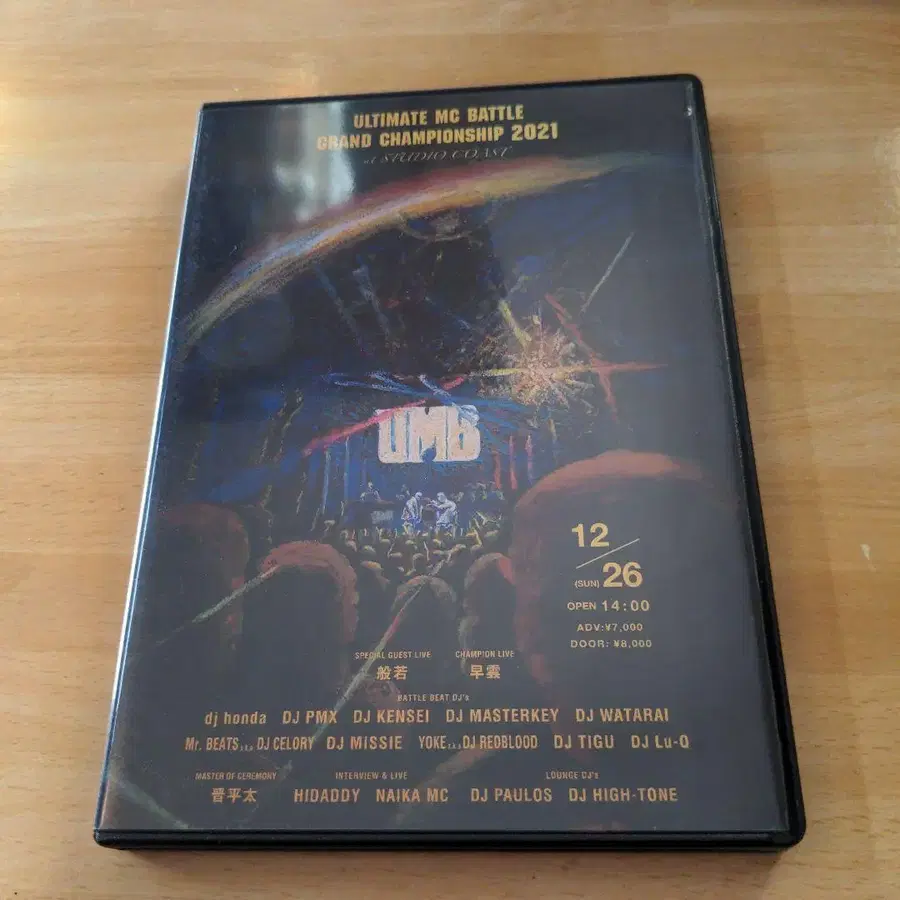 ULTIMATE MC BATTLE
GRAND CHAMPIONSHIP 2021
at STUDIO COAST
UMB
12
(SUN) 26
OPEN 14:00
ADV:¥7,000
DOOR: ¥8,000
SPECIAL GUEST LIVE CHAMPION LIVE
般若 早雲
BATTLE BEAT DJ's
dj honda DJ PMX DJ KENSEI DJ MASTERKEY DJ WATARAI
Mr. BEATS a.k.a. DJ CELORY DJ MISSIE YOKE a.k.a. DJ REDBLOOD DJ TIGU DJ Lu-Q
MASTER OF CEREMONY INTERVIEW & LIVE LOUNGE DJ's
晋平太 HIDADDY NAIKA MC DJ PAULOS DJ HIGH-TONE